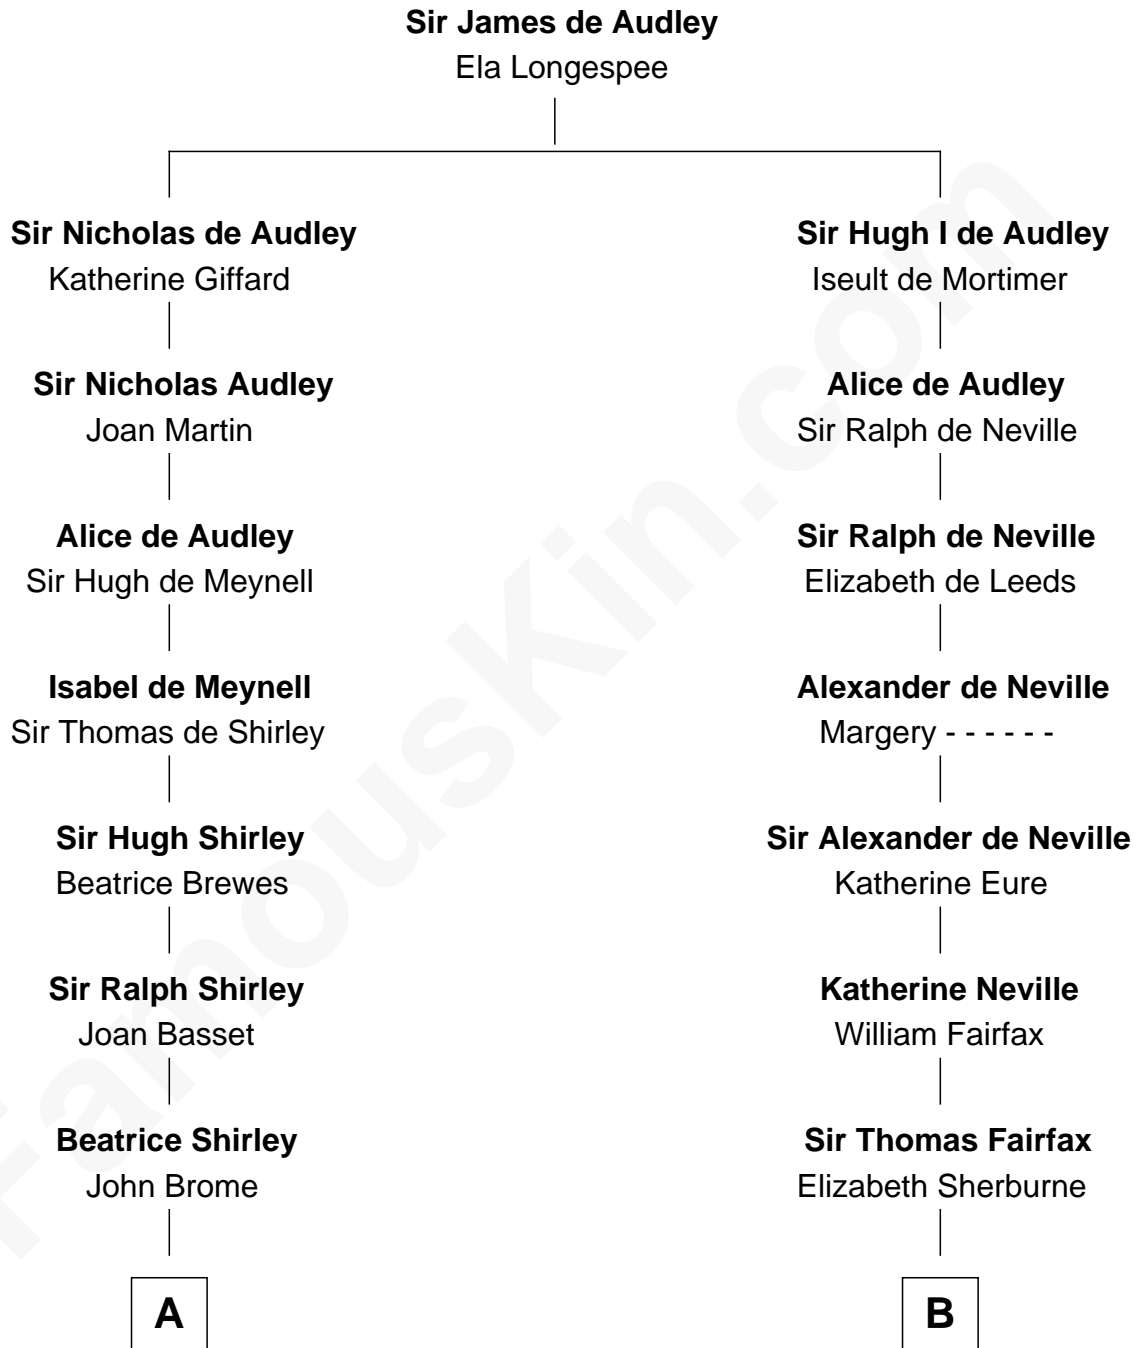 Sir James de Audley
Ela Longespee
Sir Nicholas de Audley
Katherine Giffard
Sir Nicholas Audley
Joan Martin
Alice de Audley
Sir Hugh de Meynell
Isabel de Meynell
Sir Thomas de Shirley
Sir Hugh Shirley
Beatrice Brewes
Sir Ralph Shirley
Joan Basset
Beatrice Shirley
John Brome
A
Sir Hugh I de Audley
Iseult de Mortimer
Alice de Audley
Sir Ralph de Neville
Sir Ralph de Neville
Elizabeth de Leeds
Alexander de Neville
Margery - - - - - -
Sir Alexander de Neville
Katherine Eure
Katherine Neville
William Fairfax
Sir Thomas Fairfax
Elizabeth Sherburne
B
FamousKin.com